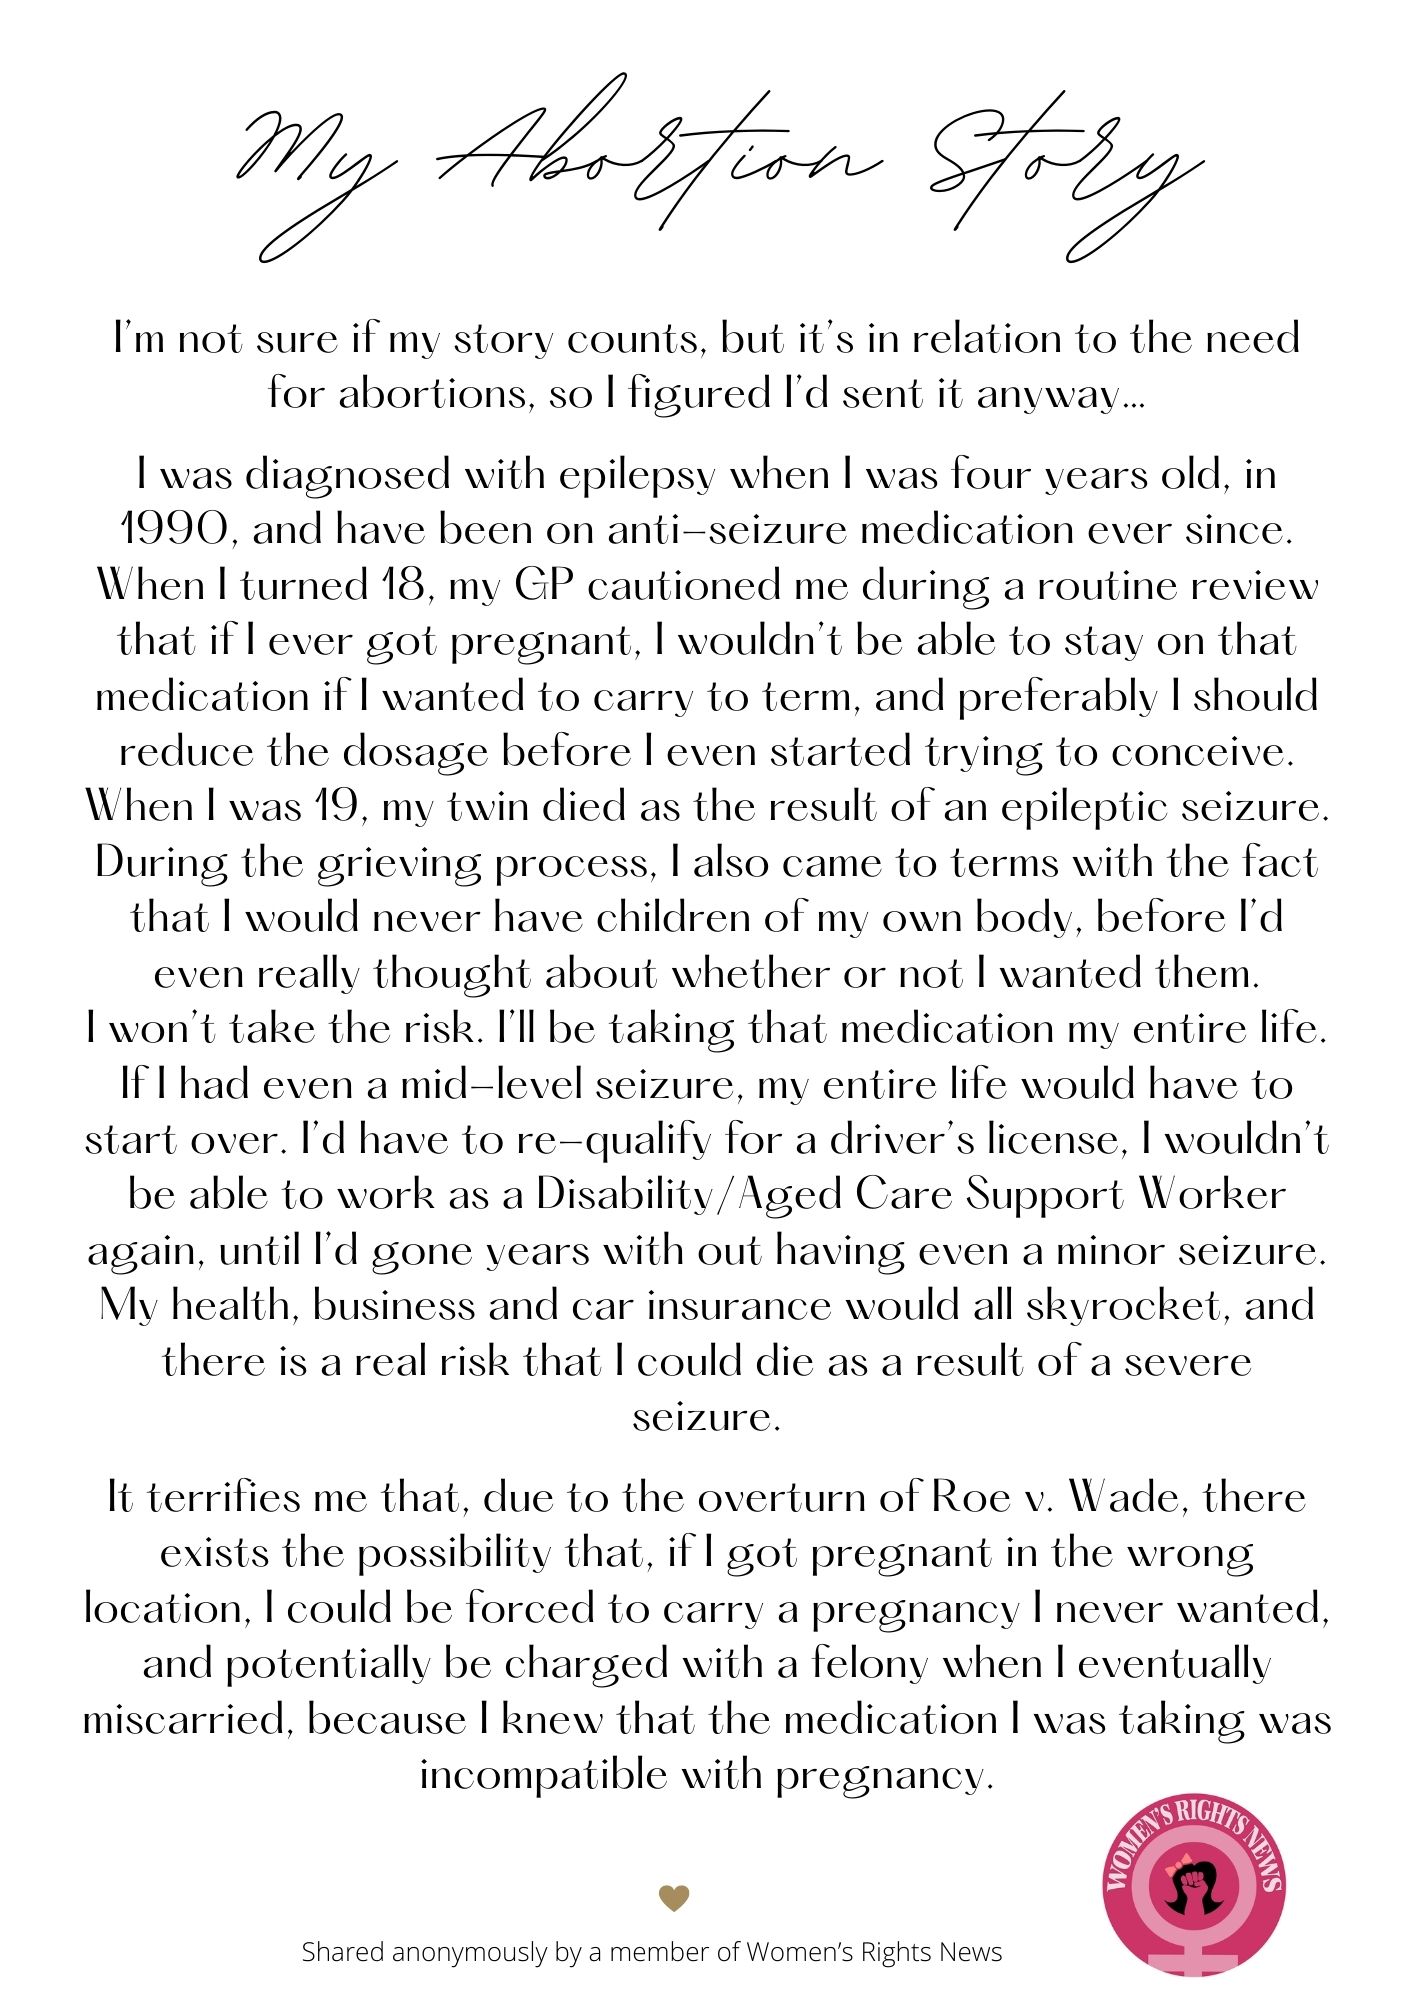 My Abortion Story
I'm not sure if my story counts, but it's in relation to the need
for abortions, so I figured I'd sent it anyway...
I was diagnosed with epilepsy when I was four years old, in
1990, and have been on anti-seizure medication ever since.
When I turned 18, my GP cautioned me during a routine review
that if I ever got pregnant, I wouldn't be able to stay on that
medication if I wanted to carry to term, and preferably I should
reduce the dosage before I even started trying to conceive.
When I was 19, my twin died as the result of an epileptic seizure.
During the grieving process, I also came to terms with the fact
that I would never have children of my own body, before I'd
even really thought about whether or not I wanted them.
I won't take the risk. I'll be taking that medication my entire life.
If I had even a mid-level seizure, my entire life would have to
start over. I'd have to re-qualify for a driver's license, I wouldn't
be able to work as a Disability/Aged Care Support Worker
again, until I'd gone years with out having even a minor seizure.
My health, business and car insurance would all skyrocket, and
there is a real risk that I could die as a result of a severe
seizure.
It terrifies me that, due to the overturn of Roe v. Wade, there
exists the possibility that, if I got pregnant in the wrong
location, I could be forced to carry a pregnancy I never wanted,
and potentially be charged with a felony when I eventually
miscarried, because I knew that the medication I was taking was
incompatible with pregnancy.
WOMEN'S RIGHTS NEWS
Shared anonymously by a member of Women's Rights News